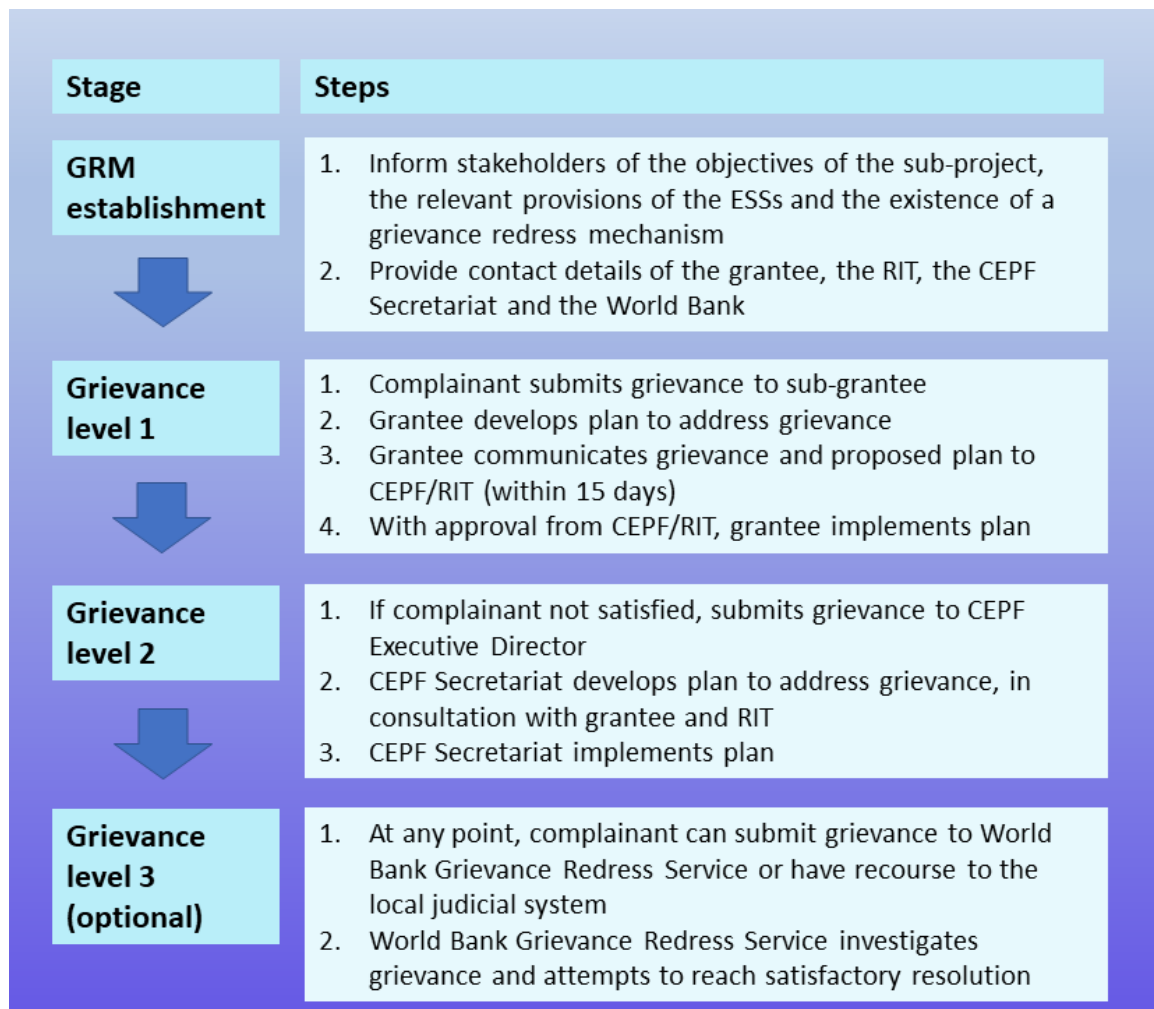 Stage
Steps
GRM
establishment
1. Inform stakeholders of the objectives of the sub-project,
the relevant provisions of the ESSs and the existence of a
grievance redress mechanism
2. Provide contact details of the grantee, the RIT, the CEPF
Secretariat and the World Bank
Grievance
level 1
1. Complainant submits grievance to sub-grantee
2. Grantee develops plan to address grievance
3. Grantee communicates grievance and proposed plan to
CEPF/RIT (within 15 days)
4. With approval from CEPF/RIT, grantee implements plan
Grievance
level 2
1. If complainant not satisfied, submits grievance to CEPF
Executive Director
2. CEPF Secretariat develops plan to address grievance, in
consultation with grantee and RIT
3. CEPF Secretariat implements plan
Grievance
level 3
(optional)
1. At any point, complainant can submit grievance to World
Bank Grievance Redress Service or have recourse to the
local judicial system
2. World Bank Grievance Redress Service investigates
grievance and attempts to reach satisfactory resolution